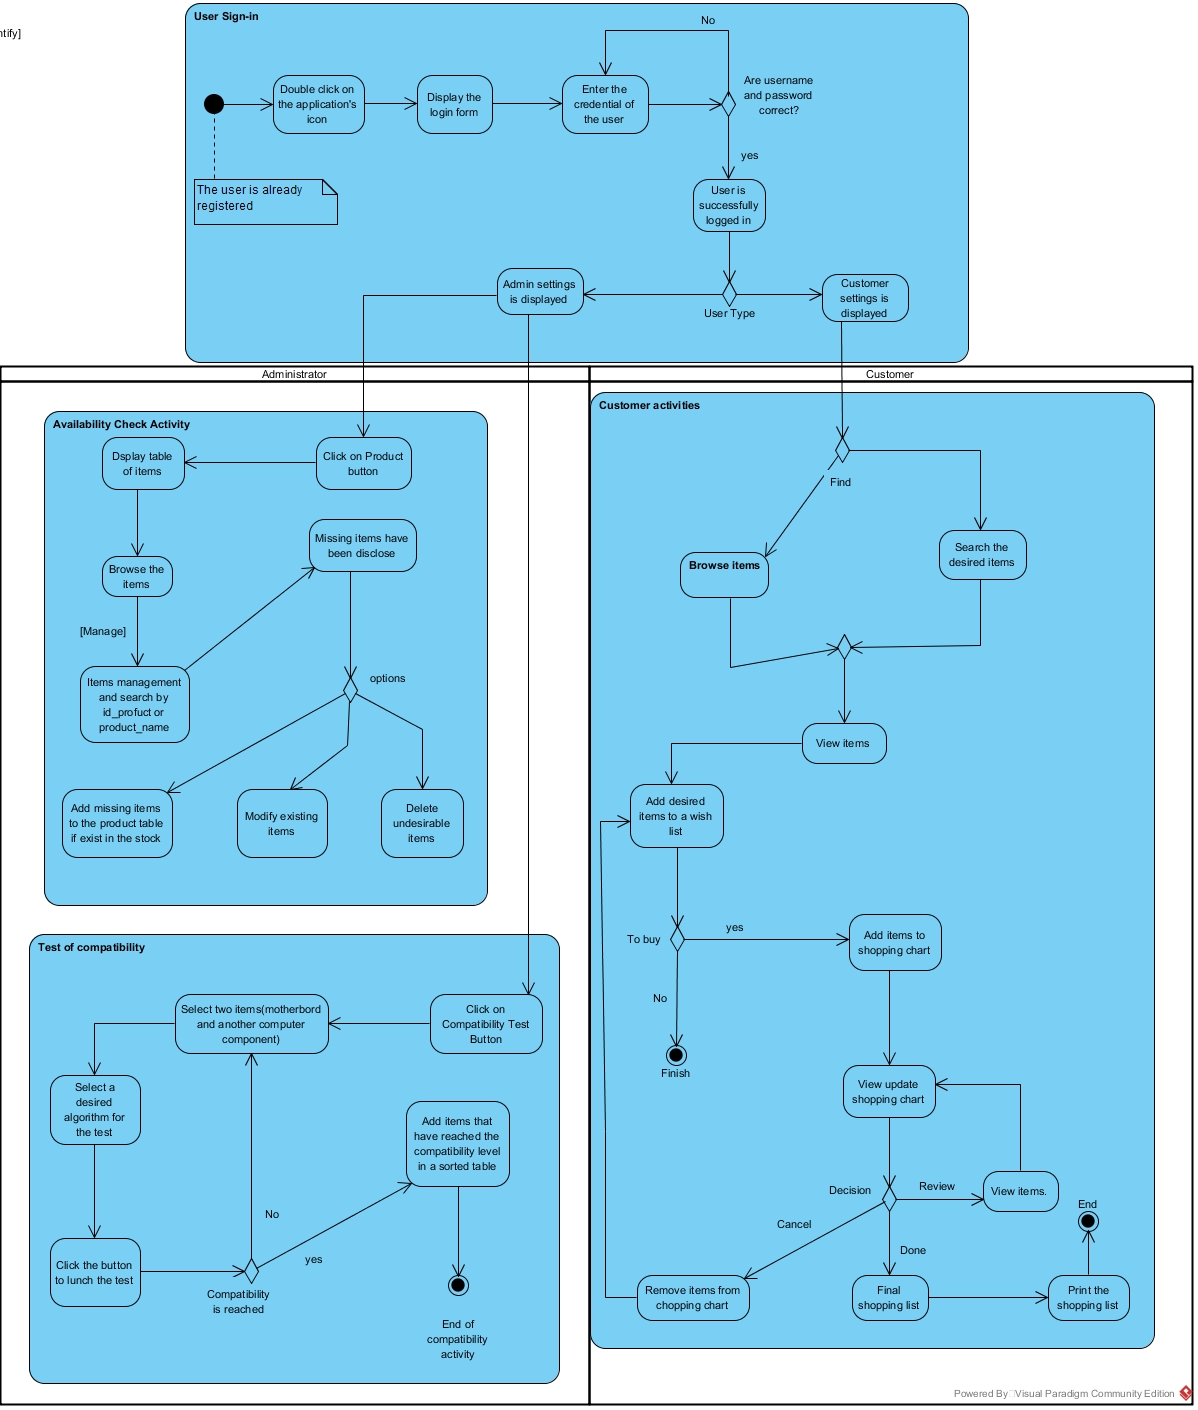 User Sign-in
ntify]
No
Double click on
the application's
icon
Display the
login form
Enter the
credential of
the user
Are username
and password
correct?
yes
The user is already
registered
User is
successfully
logged in
Admin settings
is displayed
User Type
Customer
settings is
displayed
Administrator
Customer
Availability Check Activity
Dsplay table
of items
Click on Product
button
Missing items have
been disclose
Browse the
items
[Manage]
Items management
and search by
id_profuct or
product_name
options
Add missing items
to the product table
if exist in the stock
Modify existing
items
Delete
undesirable
items
Test of compatibility
Select two items(motherbord
and another computer
component)
Click on
Compatibility Test
Button
Select a
desired
algorithm for
the test
Add items that
have reached the
compatibility level
in a sorted table
No
yes
Click the button
to lunch the test
Compatibility
is reached
End of
compatibility
activity
Customer activities
Find
Browse items
Search the
desired items
View items
Add desired
items to a wish
list
To buy
yes
Add items to
shopping chart
No
Finish
View update
shopping chart
Decision
Review
View items.
End
Cancel
Done
Remove items from
chopping chart
Final
shopping list
Print the
shopping list
Powered By Visual Paradigm Community Edition